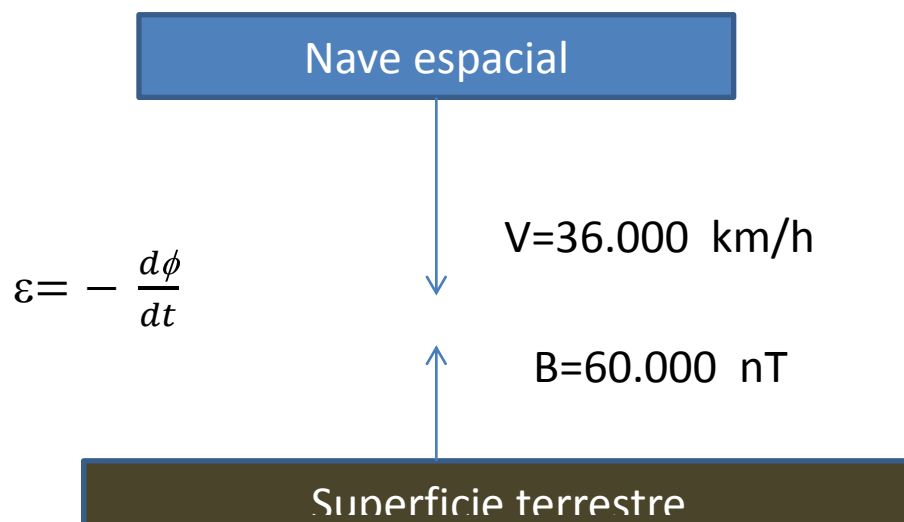 Nave espacial
V=36.000 km/h
ε= − dϕ/dt
B=60.000 nT
Superficie terrestre